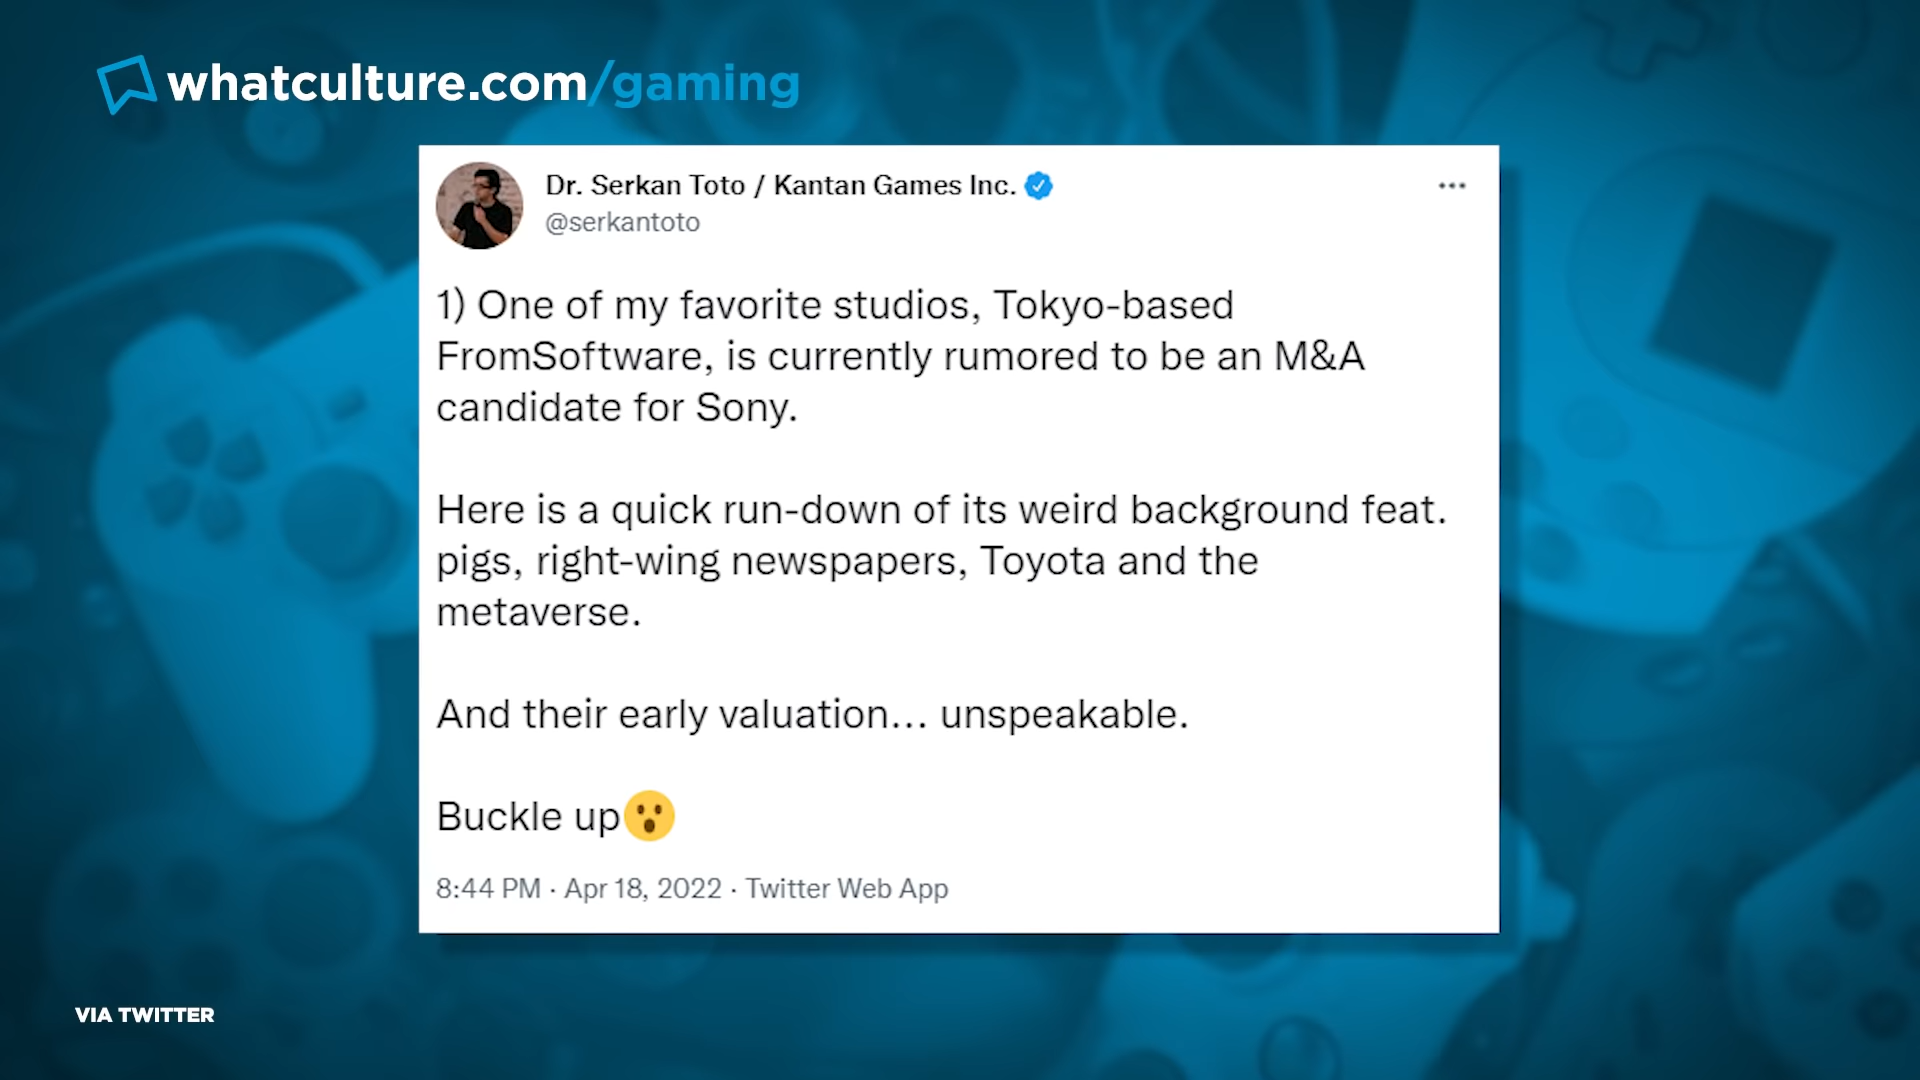 whatculture.com/gaming
Dr. Serkan Toto / Kantan Games Inc.
@serkantoto
1) One of my favorite studios, Tokyo-based
FromSoftware, is currently rumored to be an M&A
candidate for Sony.
Here is a quick run-down of its weird background feat.
pigs, right-wing newspapers, Toyota and the
metaverse.
And their early valuation... unspeakable.
Buckle up😮
8:44 PM · Apr 18, 2022 · Twitter Web App
VIA TWITTER